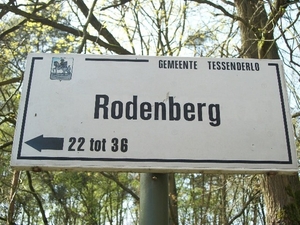 GEMEENTE TESSENDERLO
Rodenberg
22 tot 36